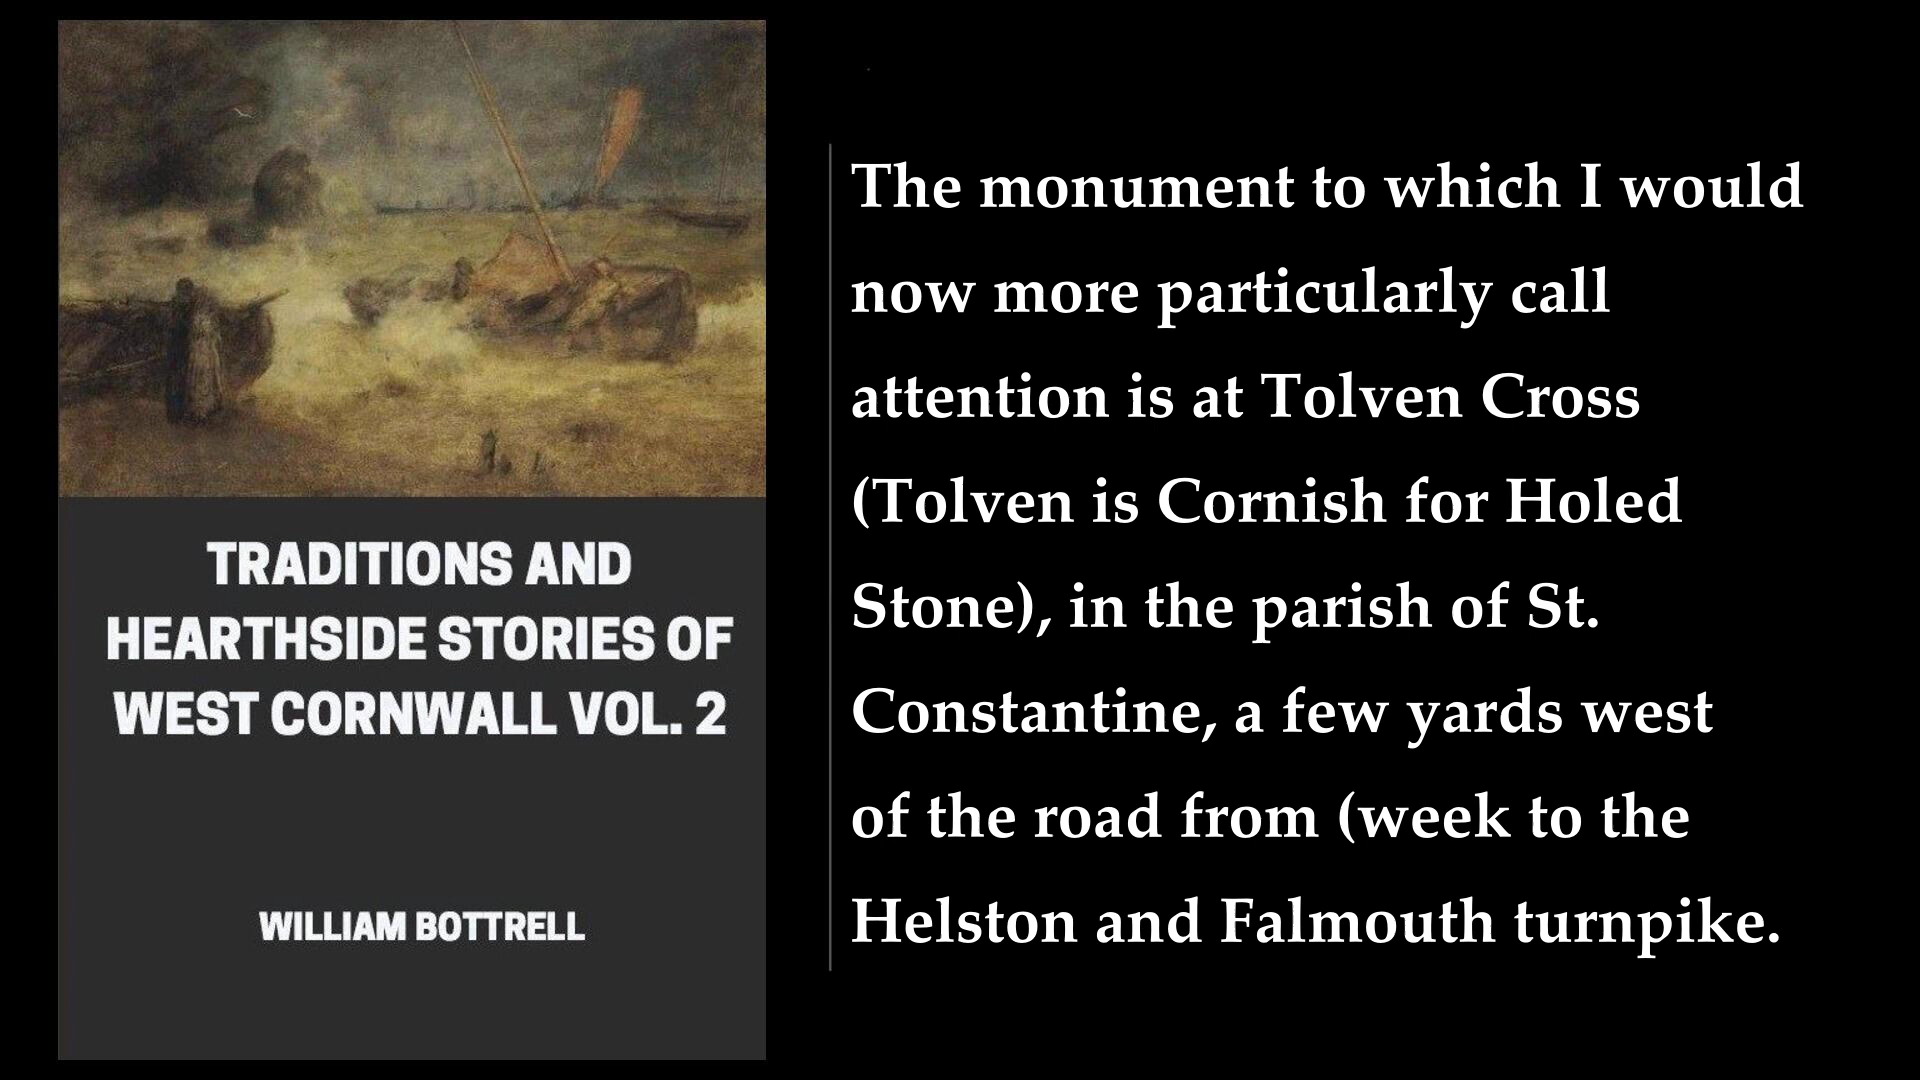 TRADITIONS AND
HEARTHSIDE STORIES OF
WEST CORNWALL VOL. 2
WILLIAM BOTTRELL
The monument to which I would
now more particularly call
attention is at Tolven Cross
(Tolven is Cornish for Holed
Stone), in the parish of St.
Constantine, a few yards west
of the road from (week to the
Helston and Falmouth turnpike.